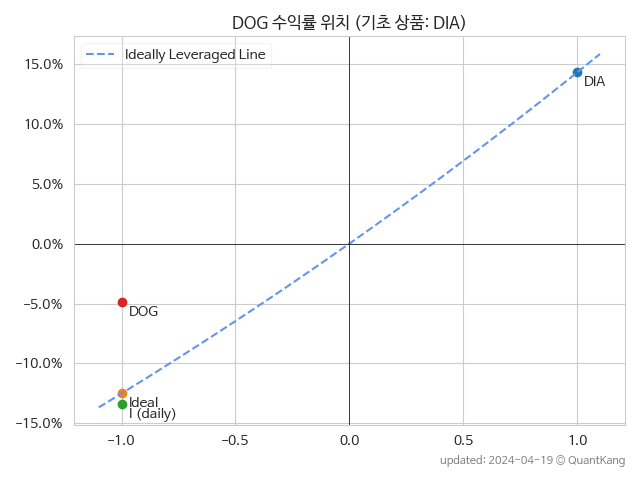 DOG 수익률 위치 (기초 상품: DIA)
Ideally Leveraged Line
15.0%
10.0%
5.0%
0.0%
−5.0%
−10.0%
−15.0%
DIA
DOG
Ideal
l (daily)
−1.0
−0.5
0.0
0.5
1.0
updated: 2024-04-19 © QuantKang